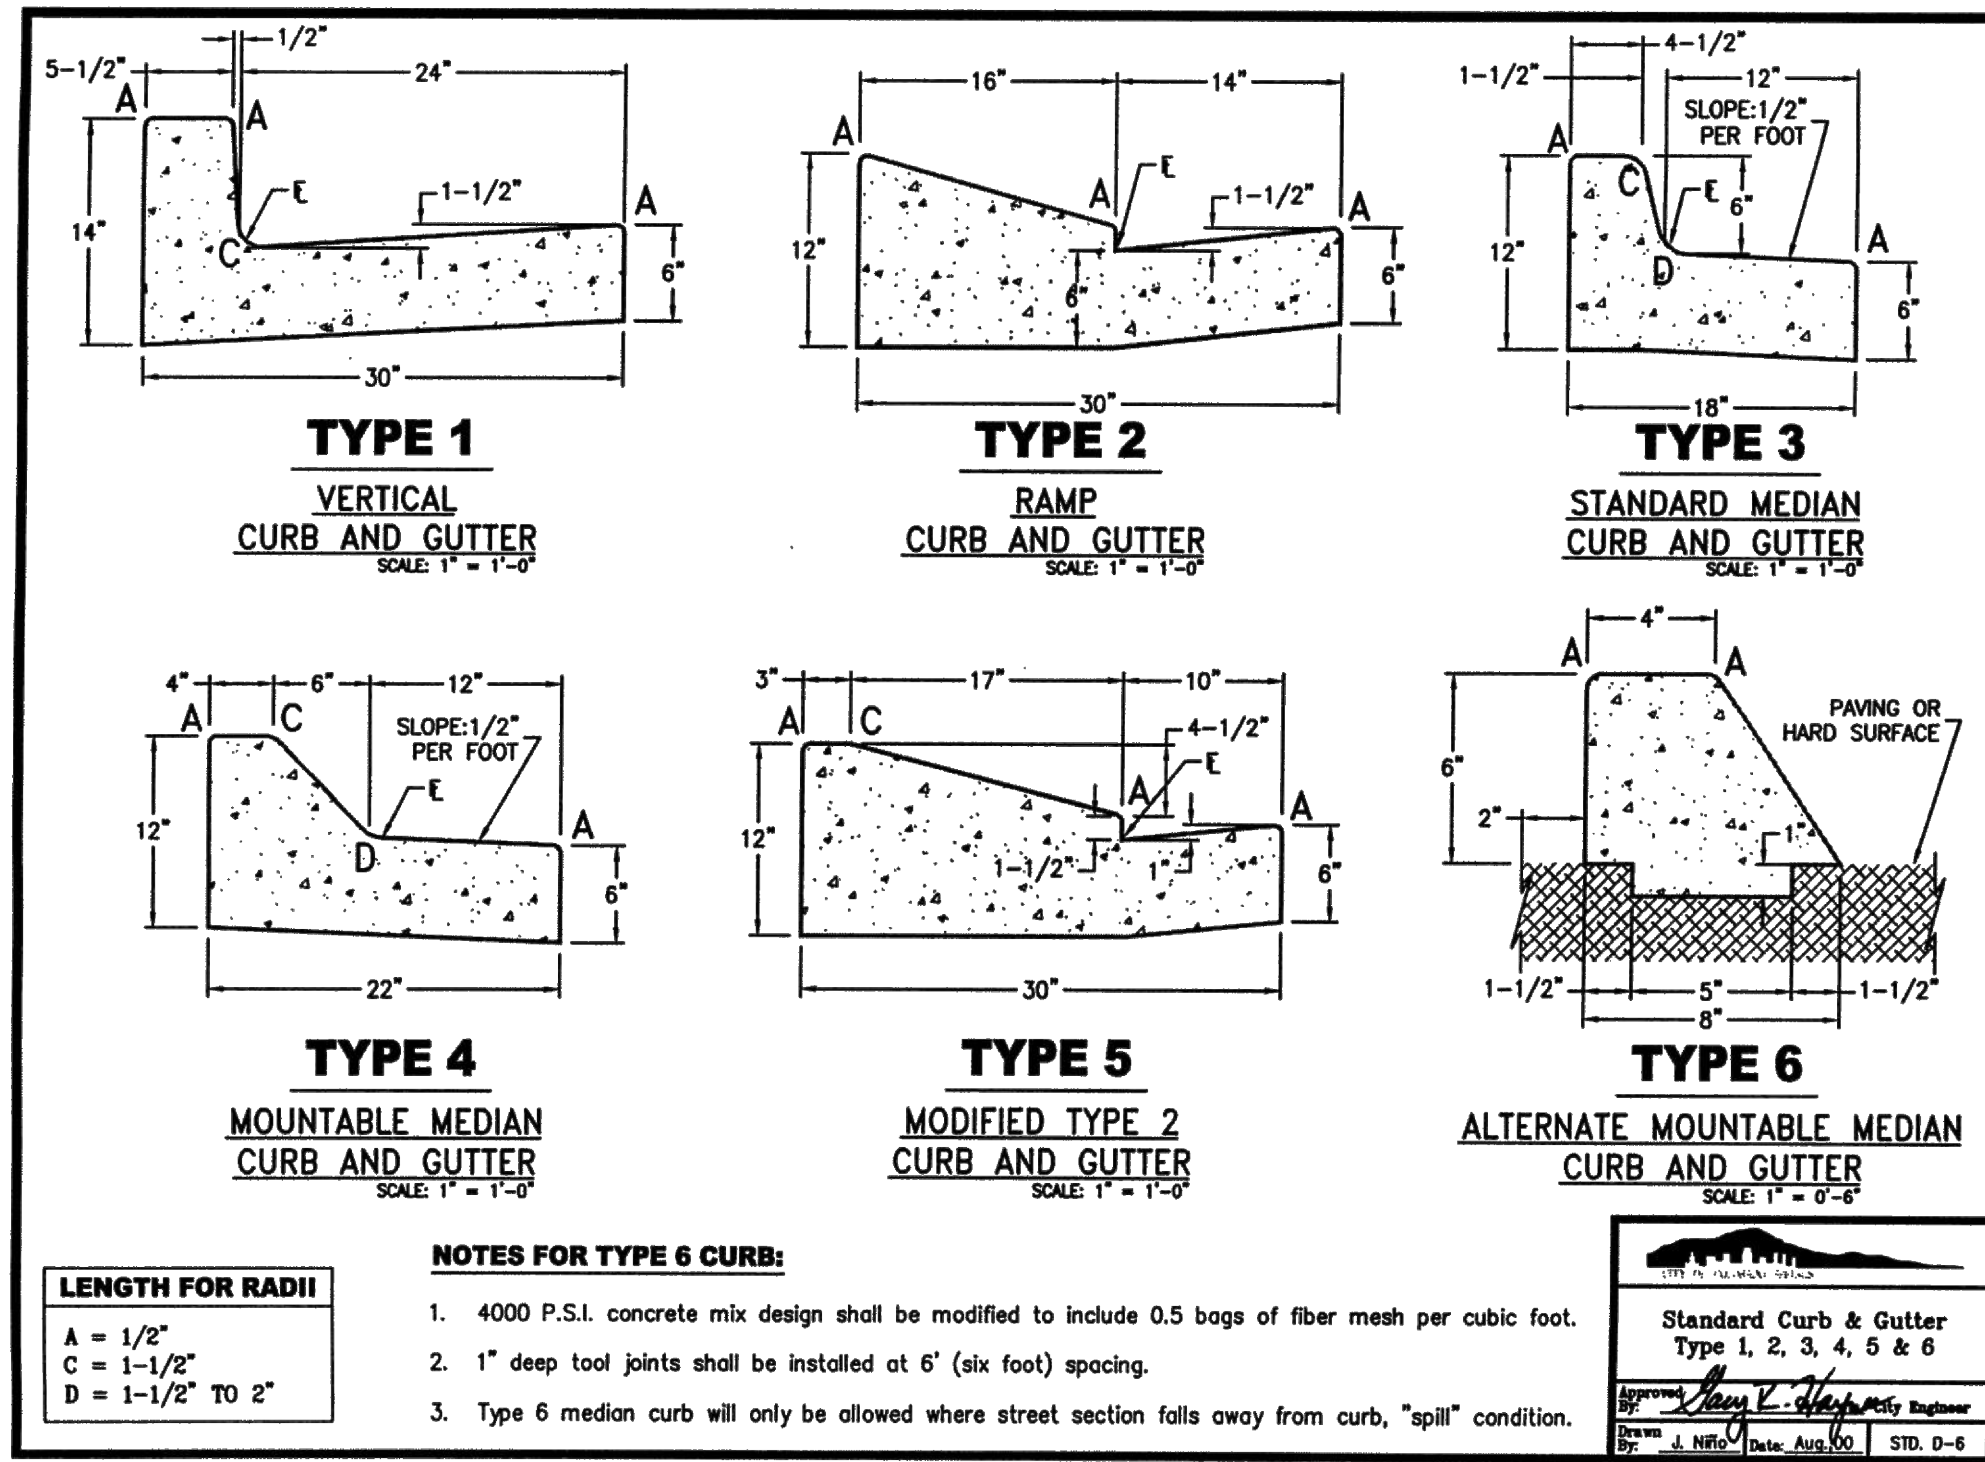 1/2"
5-1/2"
24"
A
A
E
1-1/2"
A
14"
C
6"
30"
TYPE 1
VERTICAL
CURB AND GUTTER
SCALE: 1" = 1'-0"
16"
14"
A
E
A
1-1/2"
A
12"
6"
6"
30"
TYPE 2
RAMP
CURB AND GUTTER
SCALE: 1" = 1'-0"
4-1/2"
1-1/2"
12"
SLOPE:1/2"
PER FOOT
A
C
E
6"
A
12"
D
6"
18"
TYPE 3
STANDARD MEDIAN
CURB AND GUTTER
SCALE: 1" = 1'-0"
4"
6"
12"
A
C
SLOPE:1/2"
PER FOOT
E
12"
A
D
6"
22"
TYPE 4
MOUNTABLE MEDIAN
CURB AND GUTTER
SCALE: 1" = 1'-0"
3"
17"
10"
A
C
4-1/2"
E
A
A
12"
1-1/2"
1"
6"
30"
TYPE 5
MODIFIED TYPE 2
CURB AND GUTTER
SCALE: 1" = 1'-0"
4"
A
A
PAVING OR
HARD SURFACE
6"
2"
1"
1-1/2"
5"
1-1/2"
8"
TYPE 6
ALTERNATE MOUNTABLE MEDIAN
CURB AND GUTTER
SCALE: 1" = 0'-6"
LENGTH FOR RADII
A = 1/2"
C = 1-1/2"
D = 1-1/2" TO 2"
NOTES FOR TYPE 6 CURB:
1. 4000 P.S.I. concrete mix design shall be modified to include 0.5 bags of fiber mesh per cubic foot.
2. 1" deep tool joints shall be installed at 6' (six foot) spacing.
3. Type 6 median curb will only be allowed where street section falls away from curb, "spill" condition.
CITY OF
Standard Curb & Gutter
Type 1, 2, 3, 4, 5 & 6
Approved
By: Gary R. City Engineer
Drawn
By: J. Niño Date: Aug.'00 STD. D-6